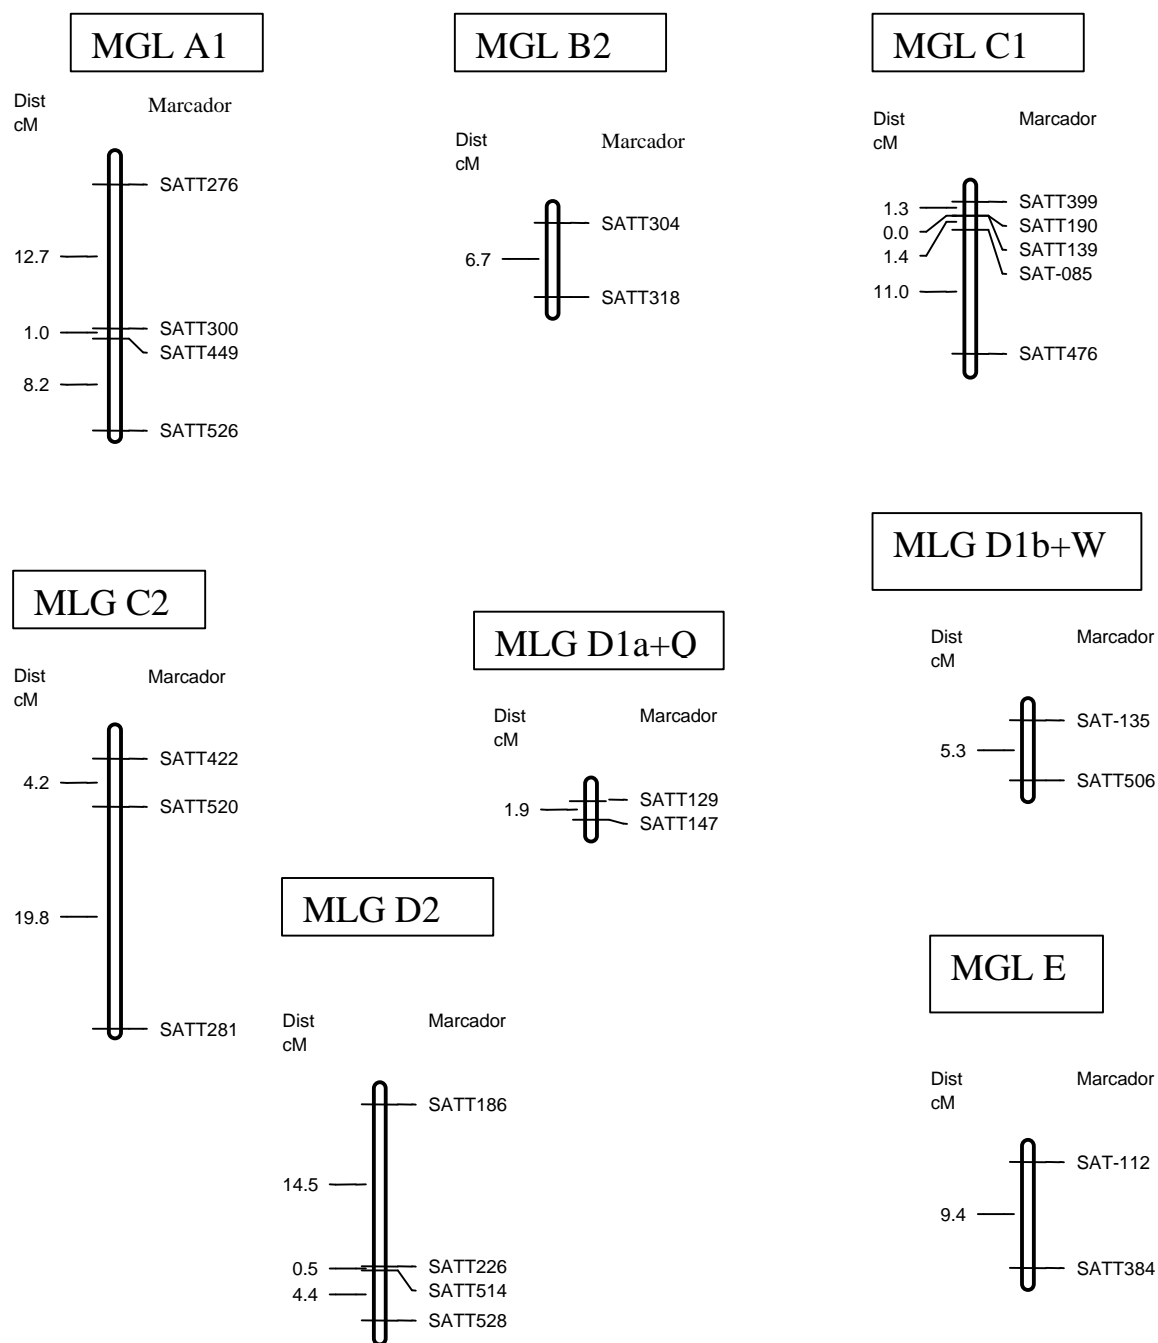 MGL A1
Dist
cM
Marcador
SATT276
12.7
SATT300
1.0
SATT449
8.2
SATT526
MGL B2
Dist
cM
Marcador
SATT304
6.7
SATT318
MGL C1
Dist
cM
Marcador
SATT399
1.3
SATT190
0.0
SATT139
1.4
SAT-085
11.0
SATT476
MLG C2
Dist
cM
Marcador
SATT422
4.2
SATT520
19.8
SATT281
MLG D1a+Q
Dist
cM
Marcador
SATT129
1.9
SATT147
MLG D1b+W
Dist
cM
Marcador
SAT-135
5.3
SATT506
MLG D2
Dist
cM
Marcador
SATT186
14.5
SATT226
0.5
SATT514
4.4
SATT528
MGL E
Dist
cM
Marcador
SAT-112
9.4
SATT384